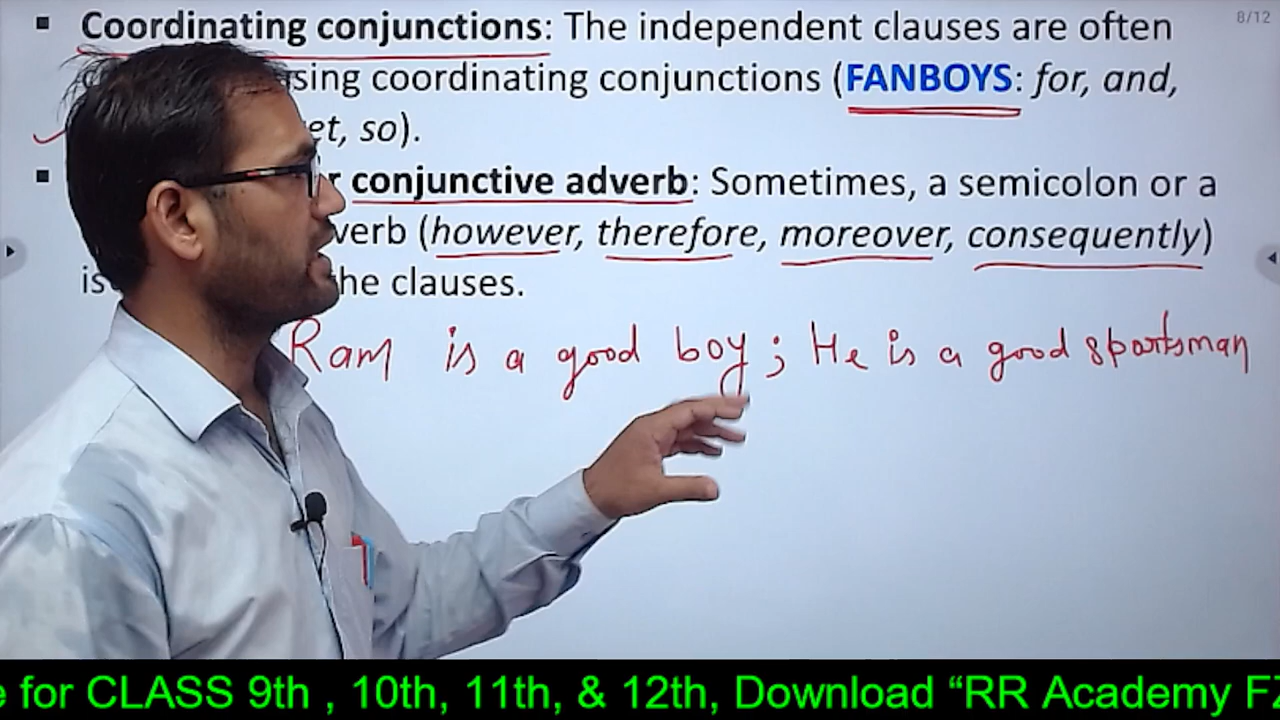 8/12
▪ Coordinating conjunctions: The independent clauses are often
sing coordinating conjunctions (FANBOYS: for, and,
et, so).
▪ r conjunctive adverb: Sometimes, a semicolon or a
verb (however, therefore, moreover, consequently)
is he clauses.
Ram is a good boy; He is a good sportsman
e for CLASS 9th , 10th, 11th, & 12th, Download “RR Academy FZ